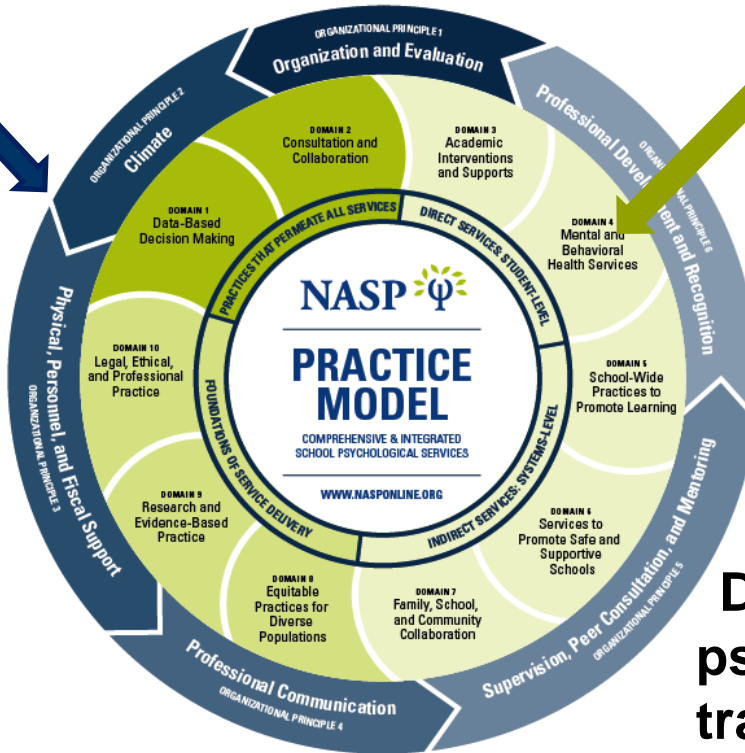 ORGANIZATIONAL PRINCIPLE 1
Organization and Evaluation
ORGANIZATIONAL PRINCIPLE 2
Climate
ORGANIZATIONAL PRINCIPLE 6
Professional Development and Recognition
DOMAIN 2
Consultation and
Collaboration
DOMAIN 3
Academic
Interventions
and Supports
DOMAIN 1
Data-Based
Decision Making
DOMAIN 4
Mental and
Behavioral
Health Services
PRACTICES THAT PERMEATE ALL SERVICES
DIRECT SERVICES: STUDENT-LEVEL
NASP
PRACTICE
MODEL
COMPREHENSIVE & INTEGRATED
SCHOOL PSYCHOLOGICAL SERVICES
WWW.NASPONLINE.ORG
FOUNDATIONS OF SERVICE DELIVERY
INDIRECT SERVICES: SYSTEMS-LEVEL
DOMAIN 10
Legal, Ethical,
and Professional
Practice
DOMAIN 5
School-Wide
Practices to
Promote Learning
DOMAIN 9
Research and
Evidence-Based
Practice
DOMAIN 6
Services to
Promote Safe and
Supportive
Schools
DOMAIN 8
Equitable
Practices for
Diverse
Populations
DOMAIN 7
Family, School,
and Community
Collaboration
Physical, Personnel, and Fiscal Support
ORGANIZATIONAL PRINCIPLE 3
Professional Communication
ORGANIZATIONAL PRINCIPLE 4
Supervision, Peer Consultation, and Mentoring
ORGANIZATIONAL PRINCIPLE 5
D
ps
tra